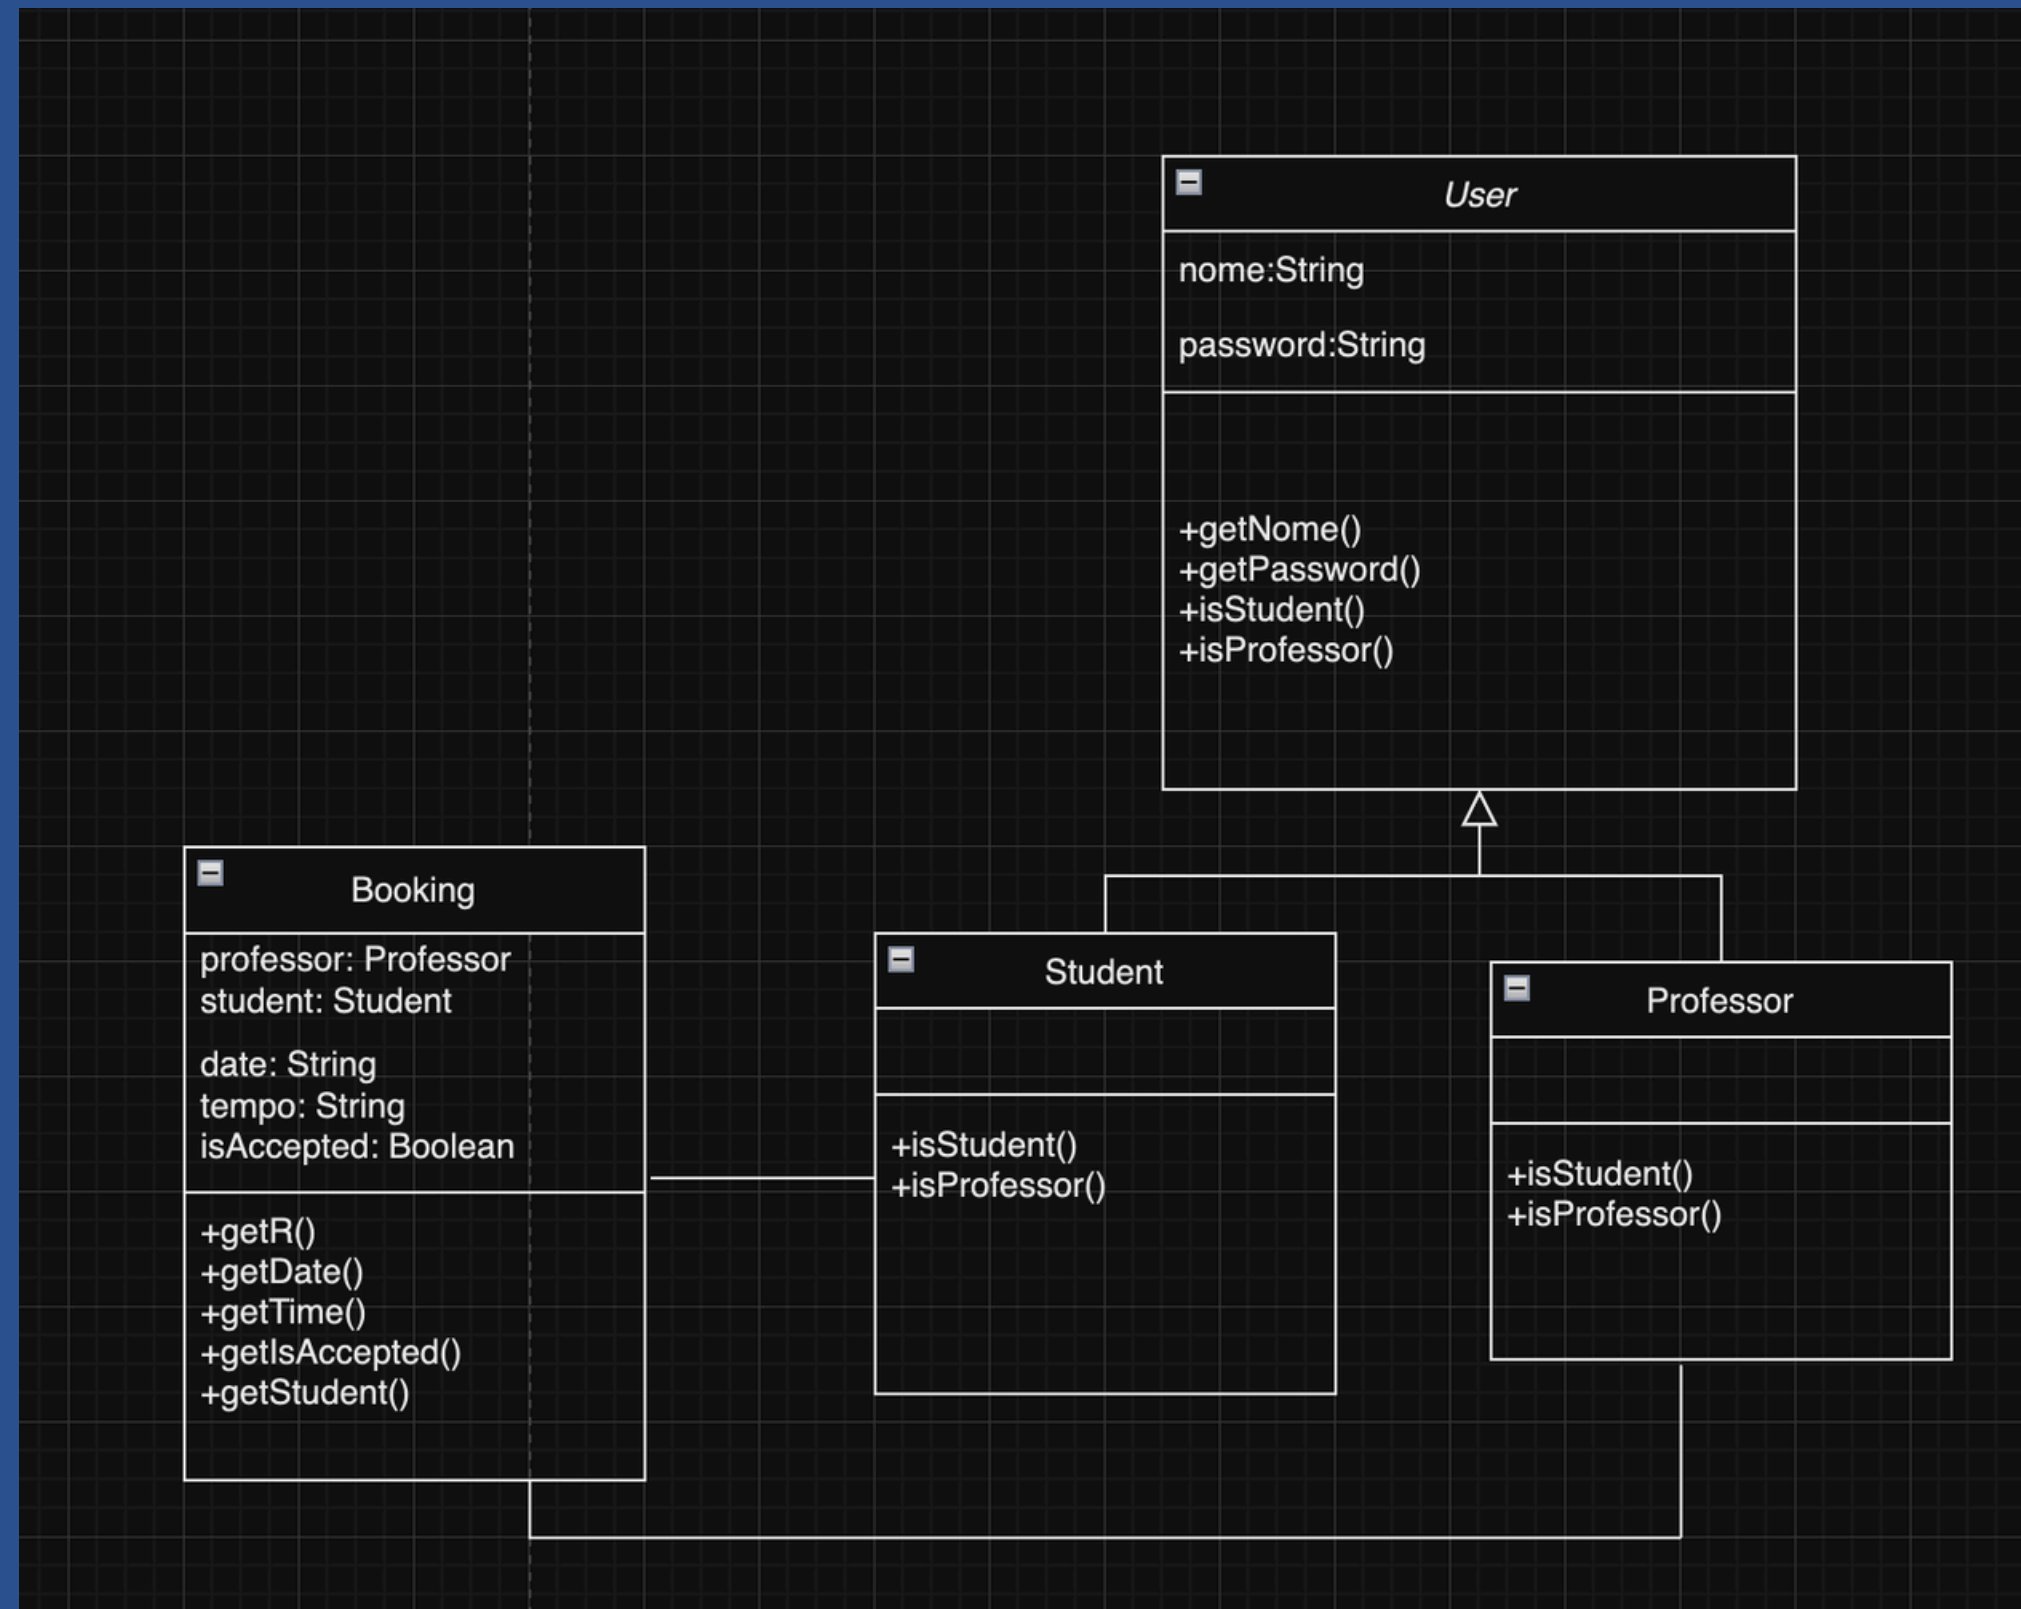 User
nome:String
password:String
+getNome()
+getPassword()
+isStudent()
+isProfessor()
Booking
professor: Professor
student: Student
date: String
tempo: String
isAccepted: Boolean
+getR()
+getDate()
+getTime()
+getIsAccepted()
+getStudent()
Student
+isStudent()
+isProfessor()
Professor
+isStudent()
+isProfessor()